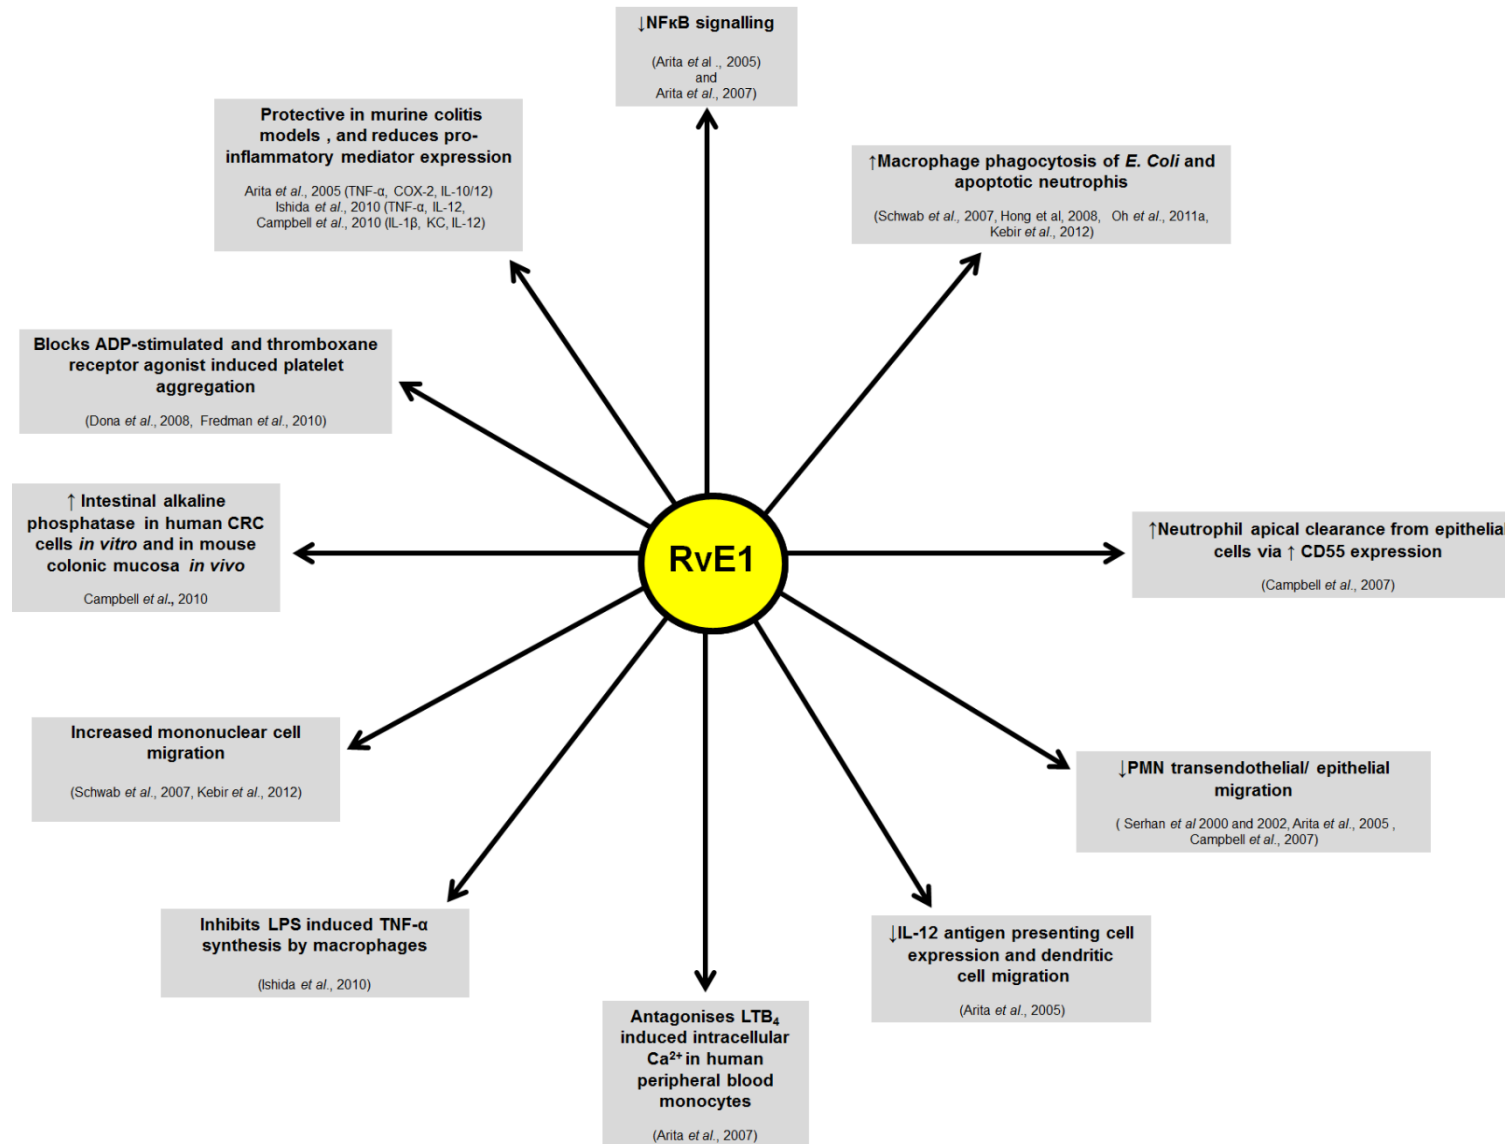 ↓NFκB signalling
(Arita et al ., 2005)
and
Arita et al., 2007)
Protective in murine colitis
models , and reduces pro-
inflammatory mediator expression
Arita et al., 2005 (TNF-α, COX-2, IL-10/12)
Ishida et al., 2010 (TNF-α, IL-12,
Campbell et al., 2010 (IL-1β, KC, IL-12)
↑Macrophage phagocytosis of E. Coli and
apoptotic neutrophis
(Schwab et al., 2007, Hong et al, 2008, Oh et al., 2011a,
Kebir et al., 2012)
Blocks ADP-stimulated and thromboxane
receptor agonist induced platelet
aggregation
(Dona et al., 2008, Fredman et al., 2010)
↑ Intestinal alkaline
phosphatase in human CRC
cells in vitro and in mouse
colonic mucosa in vivo
Campbell et al., 2010
RvE1
↑Neutrophil apical clearance from epithelial
cells via ↑ CD55 expression
(Campbell et al., 2007)
Increased mononuclear cell
migration
(Schwab et al., 2007, Kebir et al., 2012)
↓PMN transendothelial/ epithelial
migration
( Serhan et al 2000 and 2002, Arita et al., 2005 ,
Campbell et al., 2007)
Inhibits LPS induced TNF-α
synthesis by macrophages
(Ishida et al., 2010)
↓IL-12 antigen presenting cell
expression and dendritic
cell migration
(Arita et al., 2005)
Antagonises LTB₄
induced intracellular
Ca²⁺ in human
peripheral blood
monocytes
(Arita et al., 2007)